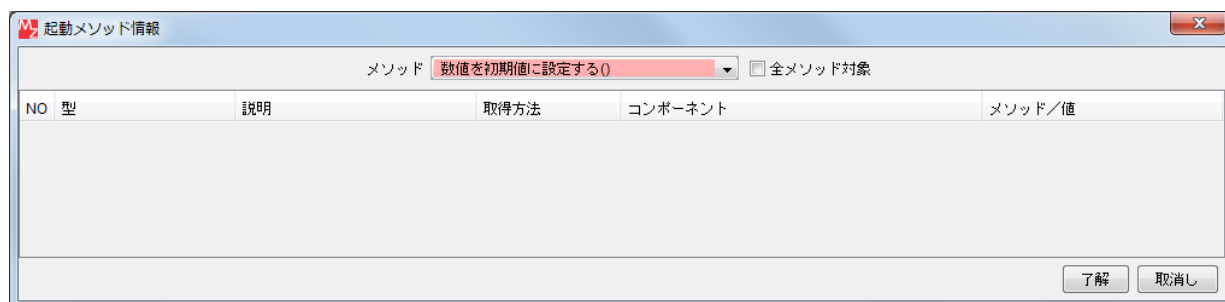 起動メソッド情報
メソッド 数値を初期値に設定する() 全メソッド対象
NO 型 説明 取得方法 コンポーネント メソッド／値
了解 取消し